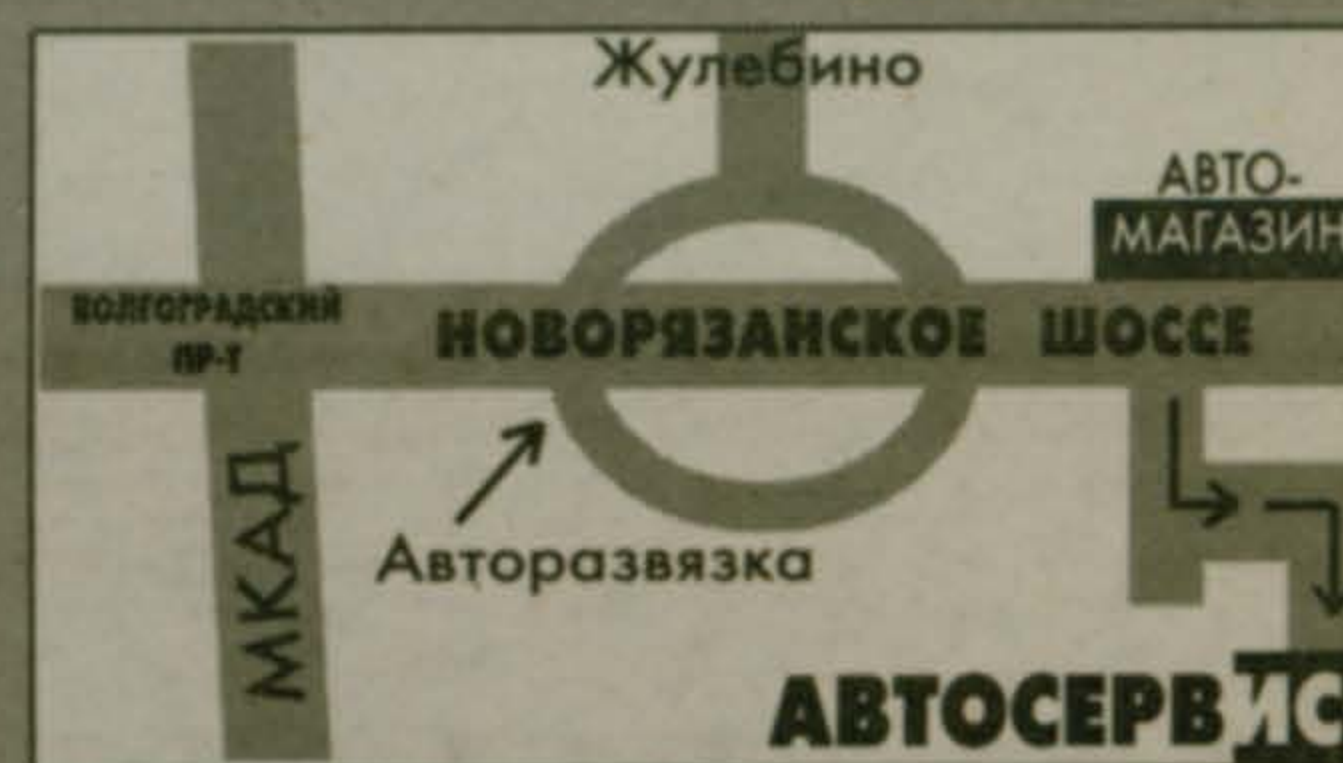 Жулебино
АВТО-
МАГАЗИН
ВОЛГОГРАДСКИЙ
ПР-Т
НОВОРЯЗАНСКОЕ ШОССЕ
МКАД
Авторазвязка
АВТОСЕРВИС